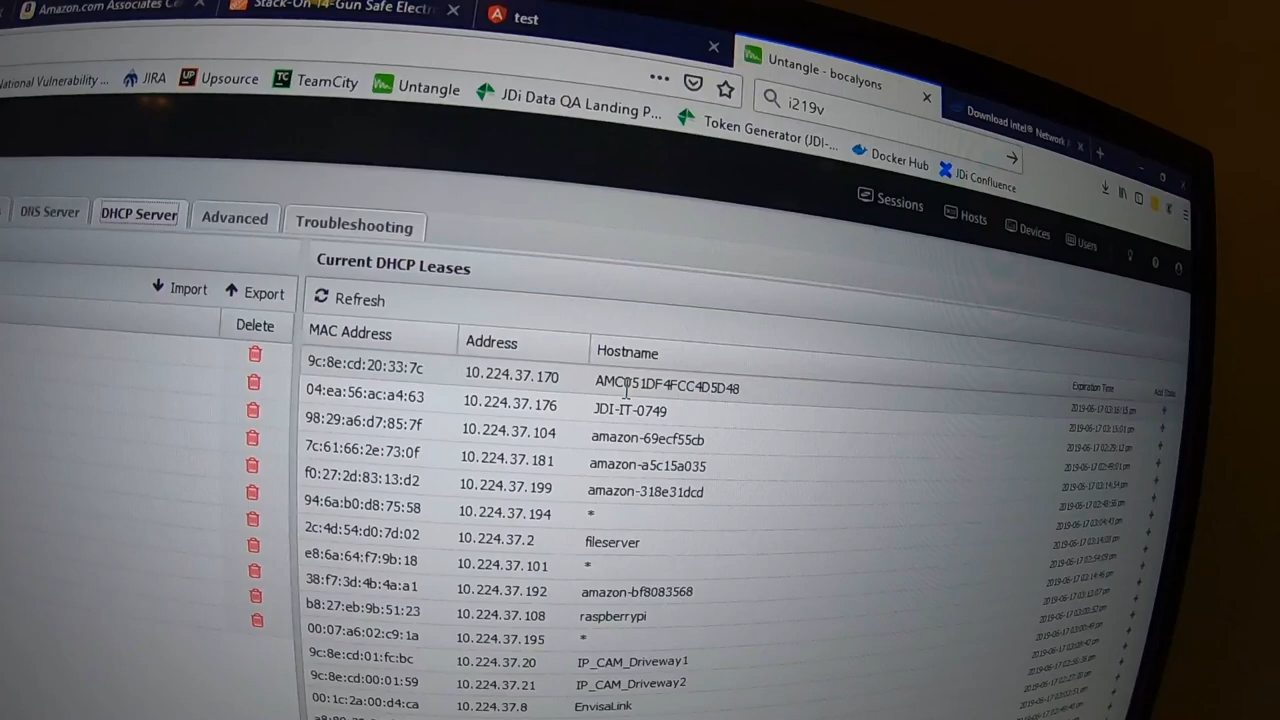 Amazon.com Associates Ce
Stack-On 14-Gun Safe Electr
test
Untangle - bocalyons
Download Intel® Network
National Vulnerability ...
JIRA
Upsource
TeamCity
Untangle
JDi Data QA Landing P...
Token Generator (JDI-...
Docker Hub
JDi Confluence
i219v
Sessions
Hosts
Devices
Users
DNS Server
DHCP Server
Advanced
Troubleshooting
Import
Export
Delete
Current DHCP Leases
Refresh
MAC Address Address Hostname Expiration Time
9c:8e:cd:20:33:7c 10.224.37.170 AMC051DF4FCC4D5D48
04:ea:56:ac:a4:63 10.224.37.176 JDI-IT-0749
98:29:a6:d7:85:7f 10.224.37.104 amazon-69ecf55cb
7c:61:66:2e:73:0f 10.224.37.181 amazon-a5c15a035
f0:27:2d:83:13:d2 10.224.37.199 amazon-318e31dcd
94:6a:b0:d8:75:58 10.224.37.194 *
2c:4d:54:d0:7d:02 10.224.37.2 fileserver
e8:6a:64:f7:9b:18 10.224.37.101 *
38:f7:3d:4b:4a:a1 10.224.37.192 amazon-bf8083568
b8:27:eb:9b:51:23 10.224.37.108 raspberrypi
00:07:a6:02:c9:1a 10.224.37.195 *
9c:8e:cd:01:fc:bc 10.224.37.20 IP_CAM_Driveway1
9c:8e:cd:00:01:59 10.224.37.21 IP_CAM_Driveway2
00:1c:2a:00:d4:ca 10.224.37.8 EnvisaLink